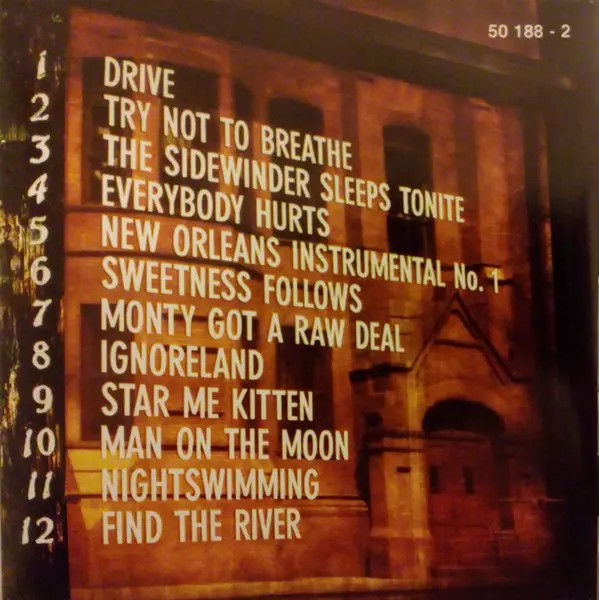 50 188 - 2
1 DRIVE
2 TRY NOT TO BREATHE
3 THE SIDEWINDER SLEEPS TONITE
4 EVERYBODY HURTS
5 NEW ORLEANS INSTRUMENTAL No. 1
6 SWEETNESS FOLLOWS
7 MONTY GOT A RAW DEAL
8 IGNORELAND
9 STAR ME KITTEN
10 MAN ON THE MOON
11 NIGHTSWIMMING
12 FIND THE RIVER